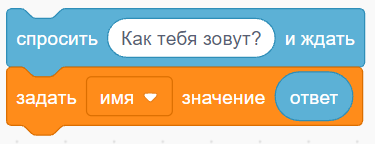 спросить Как тебя зовут? и ждать
задать имя значение ответ